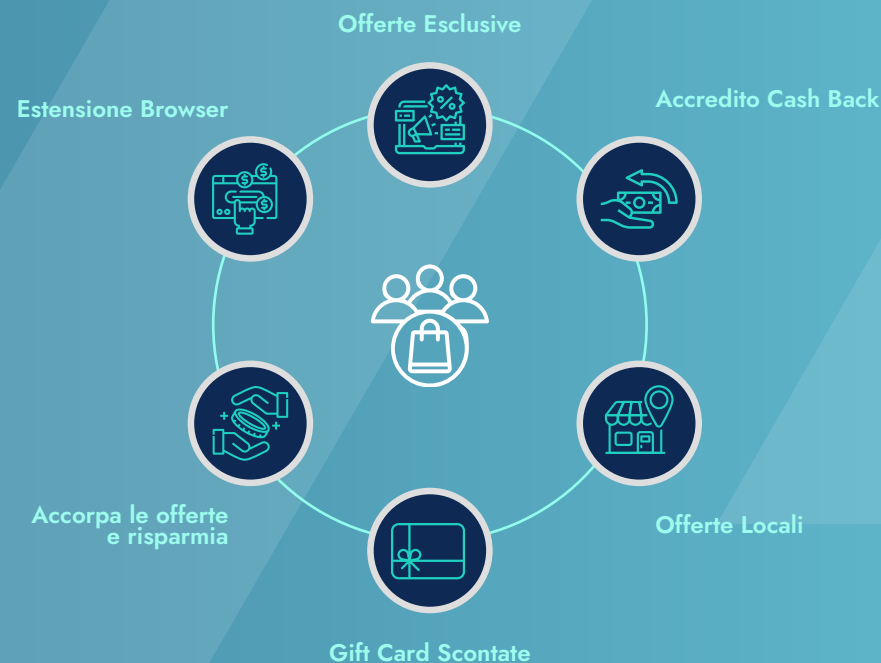 Offerte Esclusive
Estensione Browser
Accredito Cash Back
Accorpa le offerte
e risparmia
Offerte Locali
Gift Card Scontate